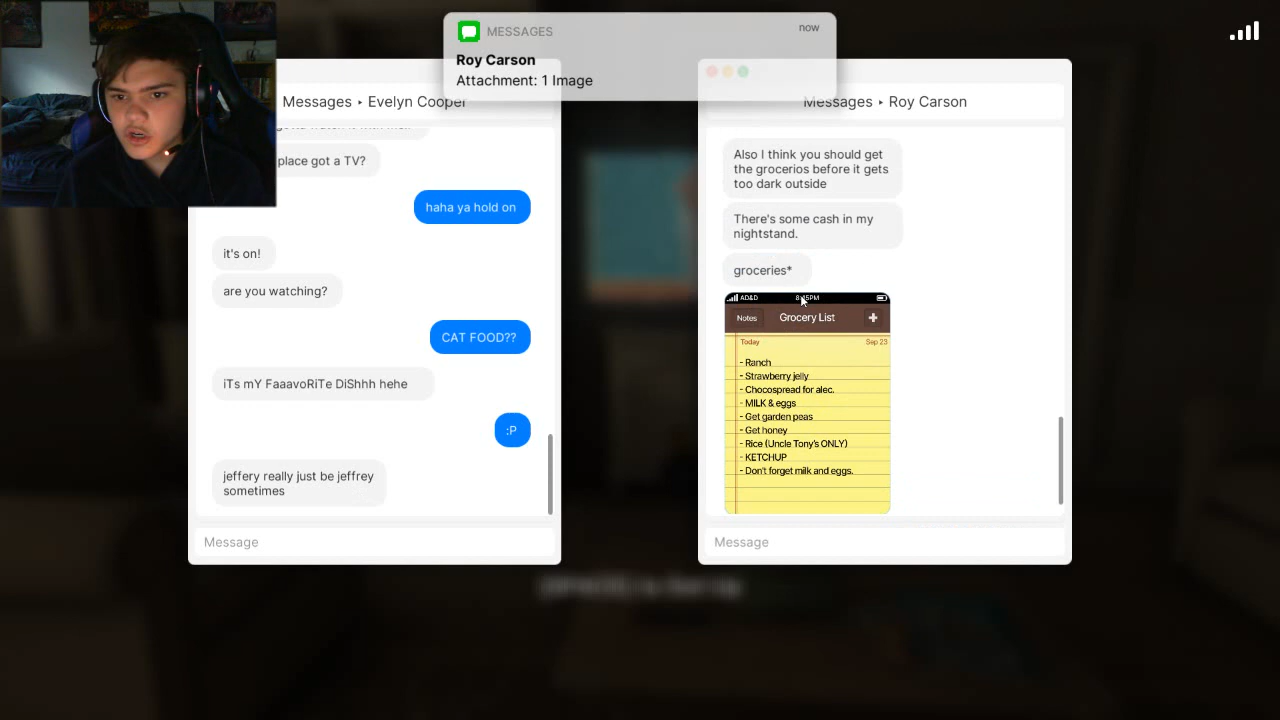 MESSAGES
now
Roy Carson
Attachment: 1 Image
Messages ▸ Evelyn Cooper
place got a TV?
haha ya hold on
it's on!
are you watching?
CAT FOOD??
iTs mY FaaavoRiTe DiShhh hehe
:P
jeffery really just be jeffrey
sometimes
Message
Messages ▸ Roy Carson
Also I think you should get
the grocerios before it gets
too dark outside
There's some cash in my
nightstand.
groceries*
AD&D
Notes
Grocery List
+
Today
Sep 23
- Ranch
- Strawberry jelly
- Chocospread for alec.
- MILK & eggs
- Get garden peas
- Get honey
- Rice (Uncle Tony's ONLY)
- KETCHUP
- Don't forget milk and eggs.
Message